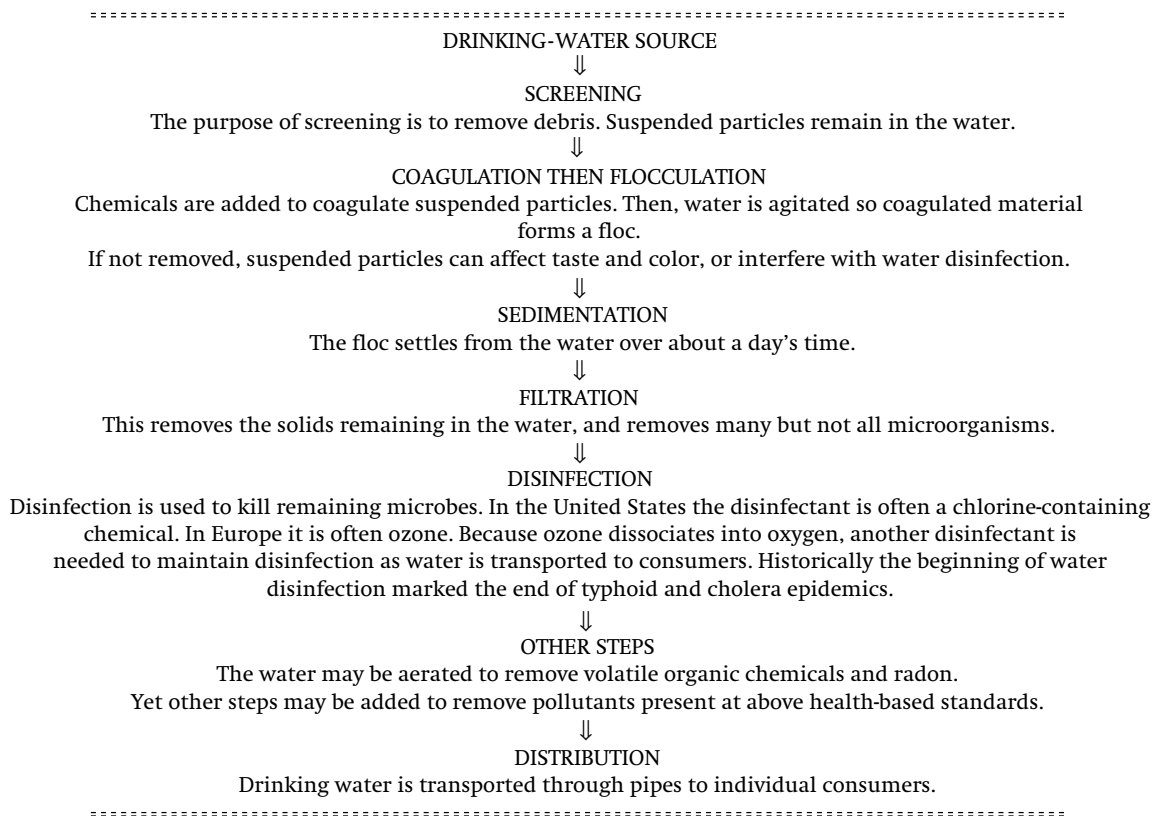 DRINKING-WATER SOURCE
⇓
SCREENING
The purpose of screening is to remove debris. Suspended particles remain in the water.
⇓
COAGULATION THEN FLOCCULATION
Chemicals are added to coagulate suspended particles. Then, water is agitated so coagulated material
forms a floc.
If not removed, suspended particles can affect taste and color, or interfere with water disinfection.
⇓
SEDIMENTATION
The floc settles from the water over about a day's time.
⇓
FILTRATION
This removes the solids remaining in the water, and removes many but not all microorganisms.
⇓
DISINFECTION
Disinfection is used to kill remaining microbes. In the United States the disinfectant is often a chlorine-containing
chemical. In Europe it is often ozone. Because ozone dissociates into oxygen, another disinfectant is
needed to maintain disinfection as water is transported to consumers. Historically the beginning of water
disinfection marked the end of typhoid and cholera epidemics.
⇓
OTHER STEPS
The water may be aerated to remove volatile organic chemicals and radon.
Yet other steps may be added to remove pollutants present at above health-based standards.
⇓
DISTRIBUTION
Drinking water is transported through pipes to individual consumers.